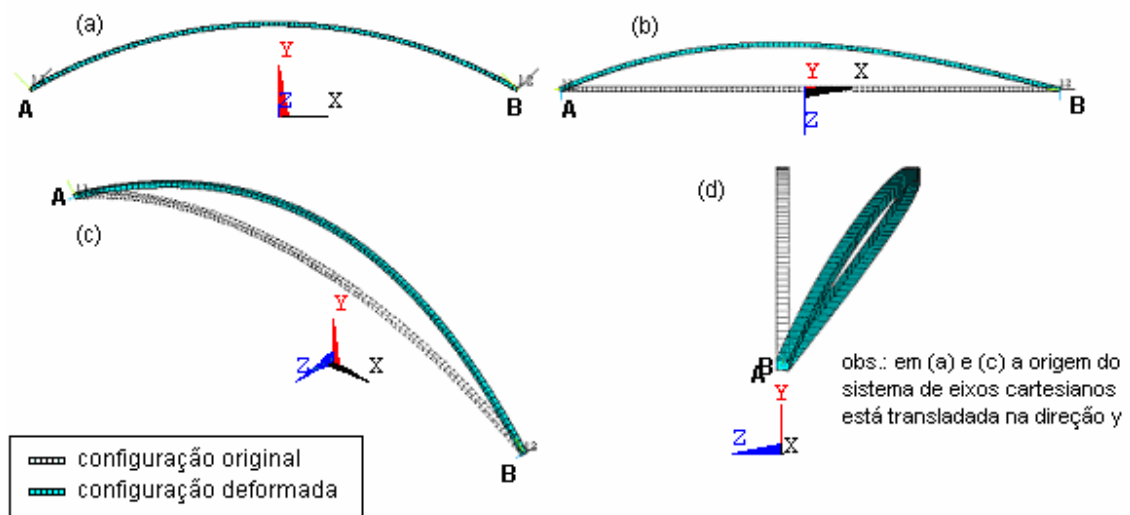 (a)
Y
Z
X
A
B
(b)
Y
X
Z
A
B
A
(c)
Y
Z
X
B
(d)
A
B
Y
Z
X
obs.: em (a) e (c) a origem do
sistema de eixos cartesianos
está transladada na direção y
configuração original
configuração deformada